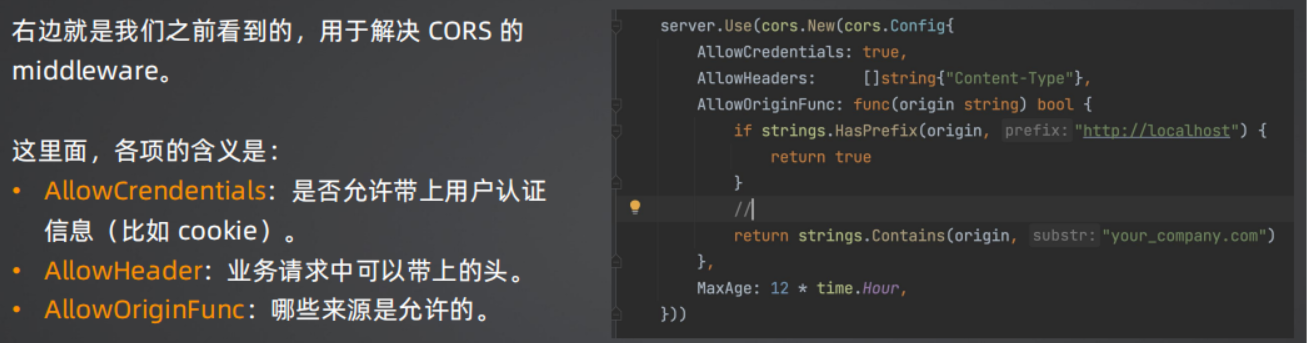 右边就是我们之前看到的，用于解决 CORS 的
middleware。
这里面，各项的含义是：
• AllowCrendentials：是否允许带上用户认证
信息（比如 cookie）。
• AllowHeader：业务请求中可以带上的头。
• AllowOriginFunc：哪些来源是允许的。
server.Use(cors.New(cors.Config{
AllowCredentials: true,
AllowHeaders: []string{"Content-Type"},
AllowOriginFunc: func(origin string) bool {
if strings.HasPrefix(origin, prefix: "http://localhost") {
return true
}
//
return strings.Contains(origin, substr: "your_company.com")
},
MaxAge: 12 * time.Hour,
}))